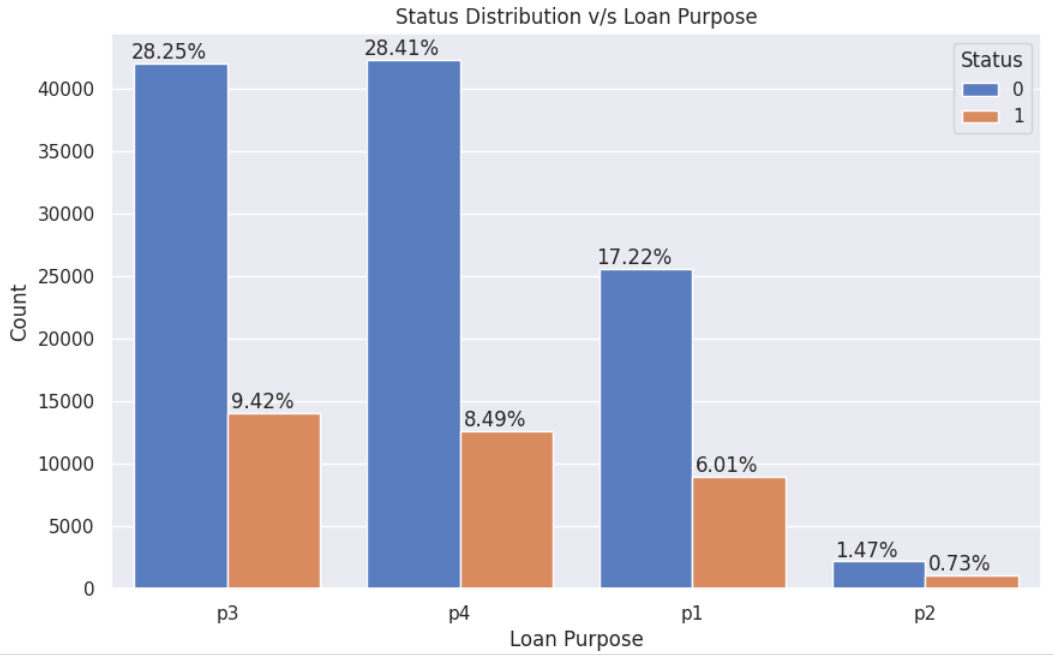 Status Distribution v/s Loan Purpose
28.25%
28.41%
Status
0
1
40000
35000
30000
25000
17.22%
20000
Count
15000
9.42%
8.49%
10000
6.01%
5000
1.47%
0.73%
0
p3
p4
p1
p2
Loan Purpose